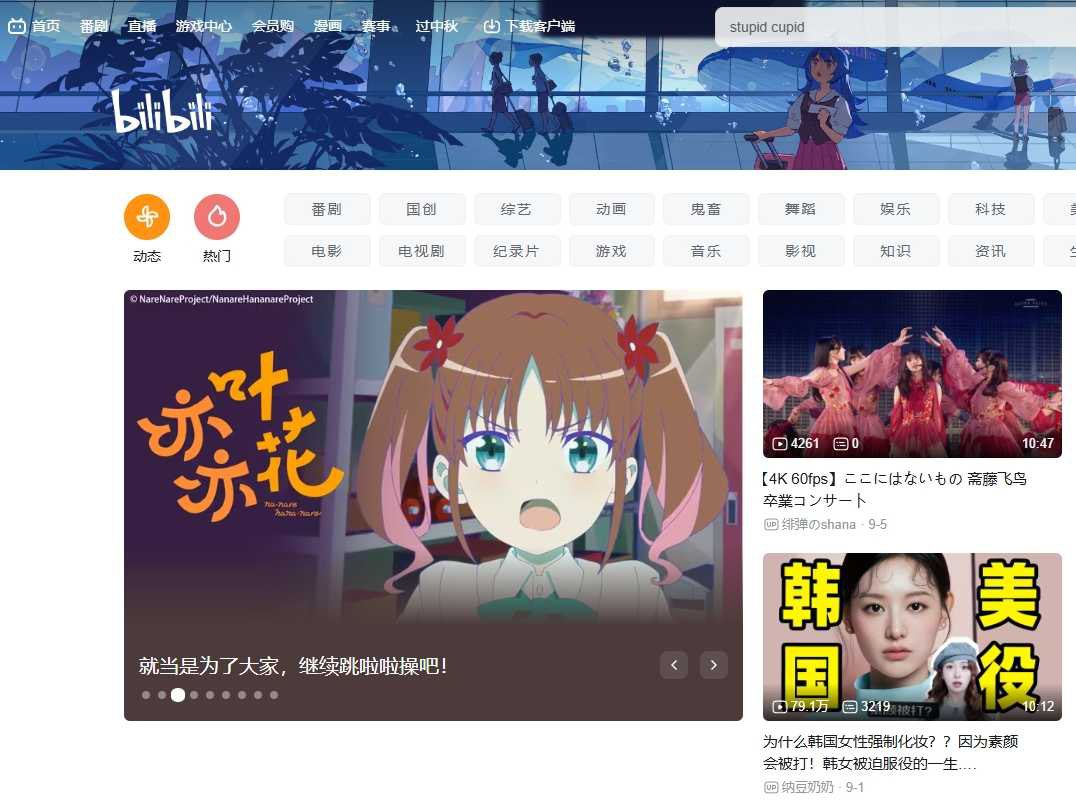 首页 番剧 直播 游戏中心 会员购 漫画 赛事 过中秋 下载客户端
stupid cupid
bilibili
番剧 国创 综艺 动画 鬼畜 舞蹈 娱乐 科技
动态 热门
电影 电视剧 纪录片 游戏 音乐 影视 知识 资讯
© NareNareProject/NanareHananareProject
亦叶
亦花
na-nare
hana-nare
就当是为了大家，继续跳啦啦操吧！
4261 0 10:47
【4K 60fps】ここにはないもの 斋藤飞鸟
卒業コンサート
UP 绯弹のshana · 9-5
韩国
美役
被打?
79.1万 3219 10:12
为什么韩国女性强制化妆？？因为素颜
会被打！韩女被迫服役的一生....
UP 纳豆奶奶 · 9-1